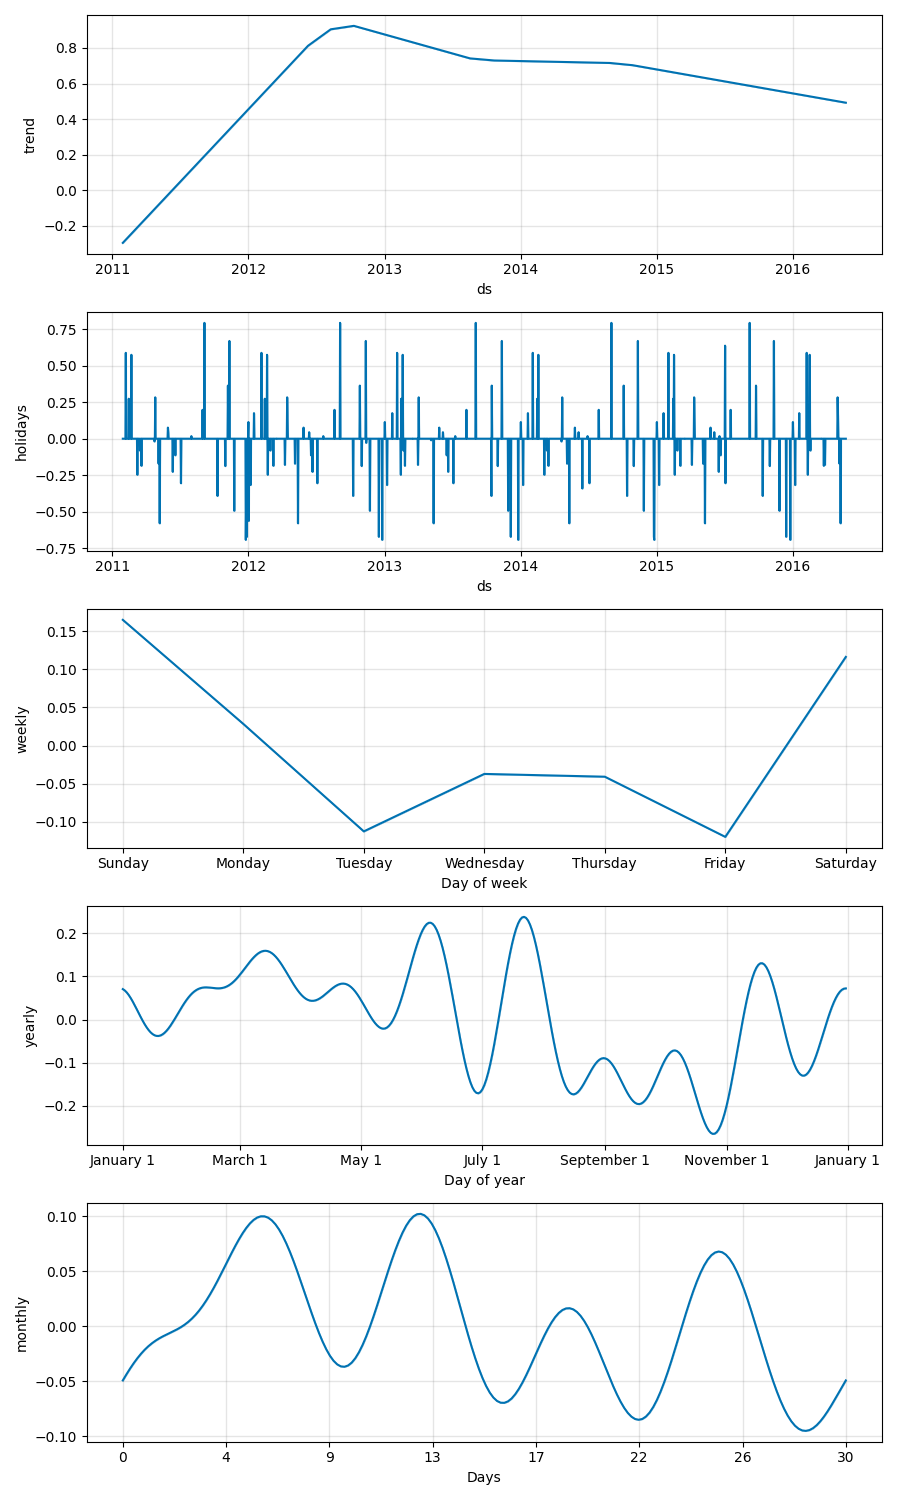 0.8
0.6
0.4
0.2
0.0
−0.2
trend
2011 2012 2013 2014 2015 2016
ds
0.75
0.50
0.25
0.00
−0.25
−0.50
−0.75
holidays
2011 2012 2013 2014 2015 2016
ds
0.15
0.10
0.05
0.00
−0.05
−0.10
weekly
Sunday Monday Tuesday Wednesday Thursday Friday Saturday
Day of week
0.2
0.1
0.0
−0.1
−0.2
yearly
January 1 March 1 May 1 July 1 September 1 November 1 January 1
Day of year
0.10
0.05
0.00
−0.05
−0.10
monthly
0 4 9 13 17 22 26 30
Days